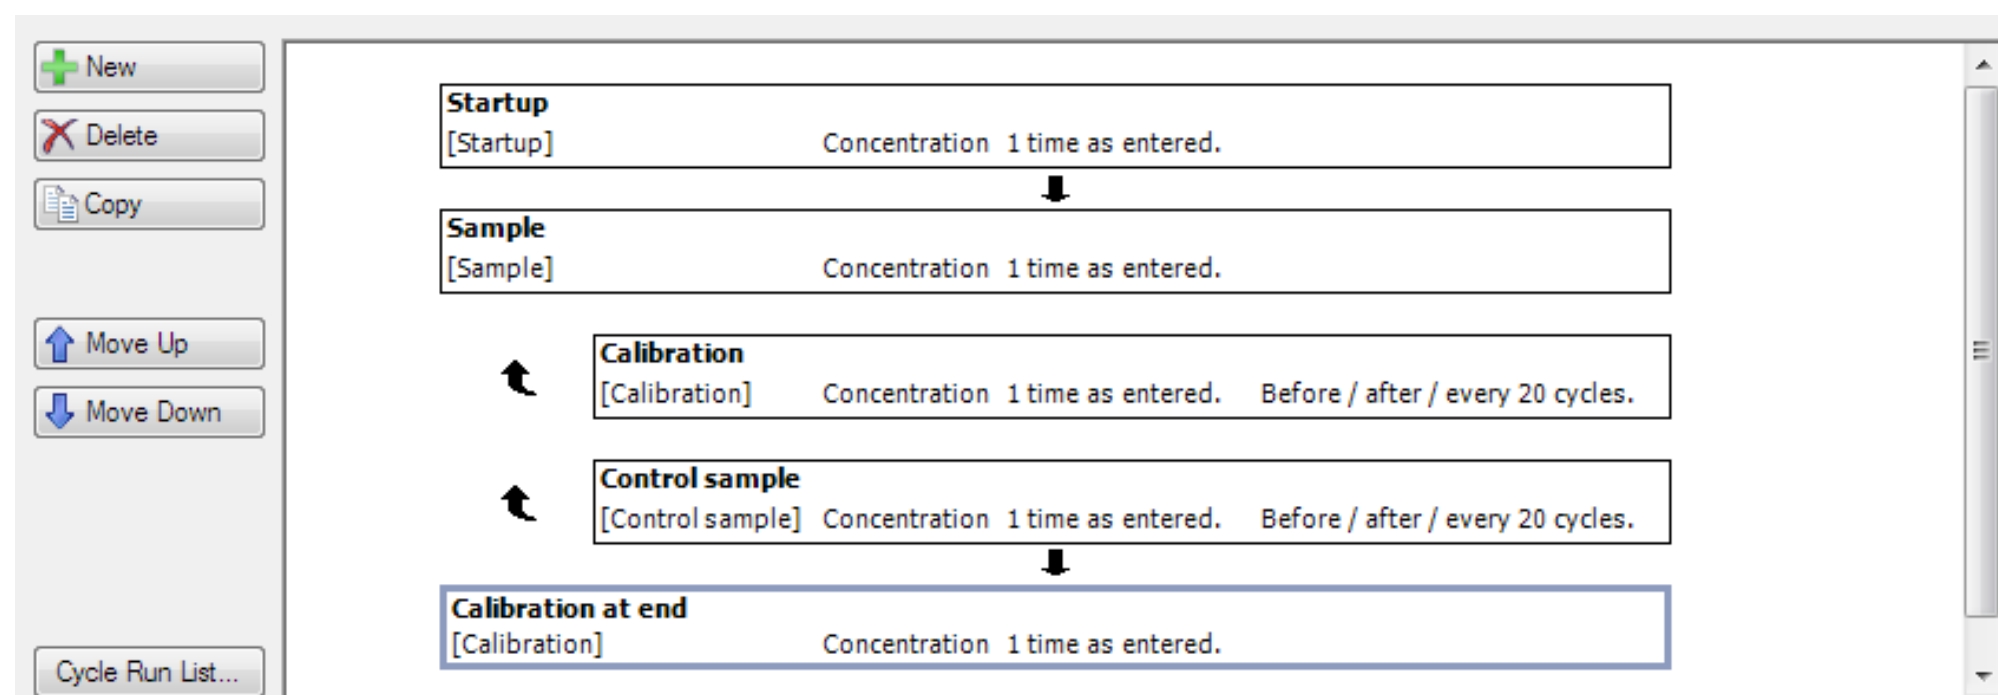 New
Delete
Copy
Move Up
Move Down
Cycle Run List...
Startup
[Startup] Concentration 1 time as entered.
Sample
[Sample] Concentration 1 time as entered.
Calibration
[Calibration] Concentration 1 time as entered. Before / after / every 20 cycles.
Control sample
[Control sample] Concentration 1 time as entered. Before / after / every 20 cycles.
Calibration at end
[Calibration] Concentration 1 time as entered.